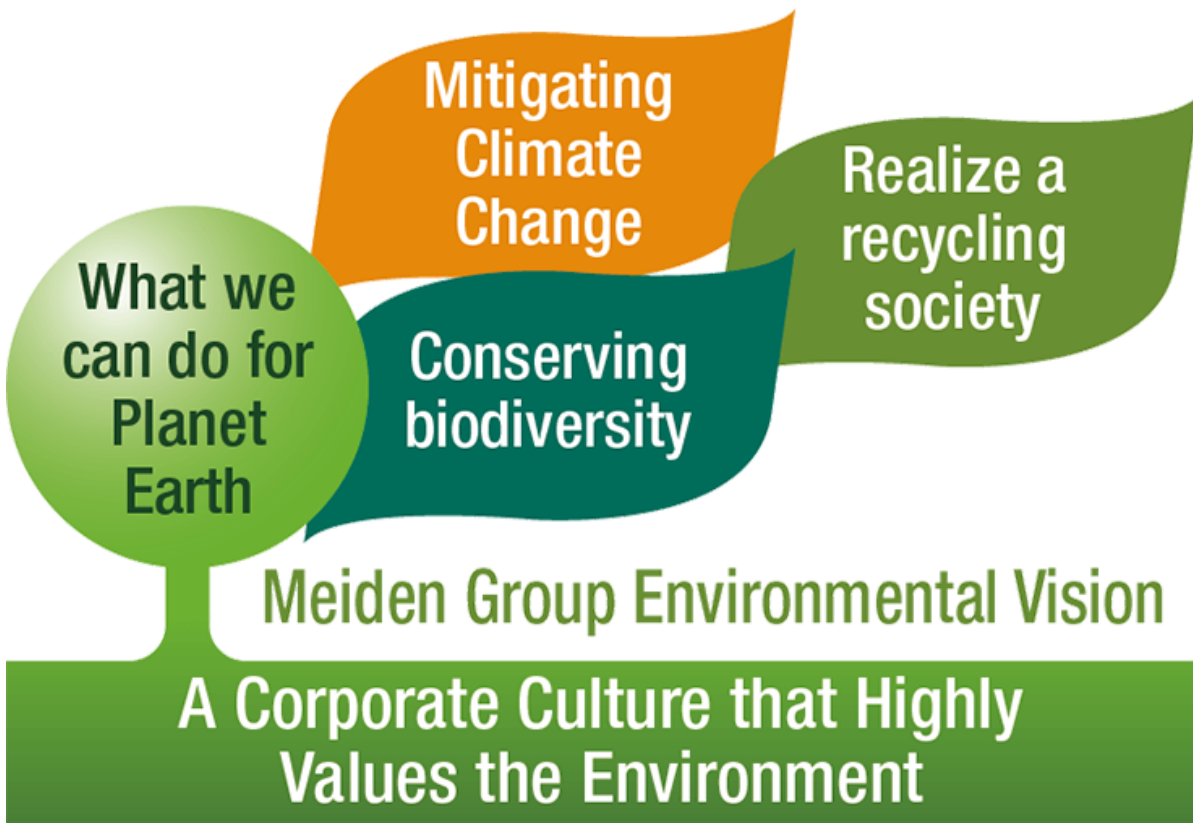 What we
can do for
Planet
Earth
Mitigating
Climate
Change
Realize a
recycling
society
Conserving
biodiversity
Meiden Group Environmental Vision
A Corporate Culture that Highly
Values the Environment